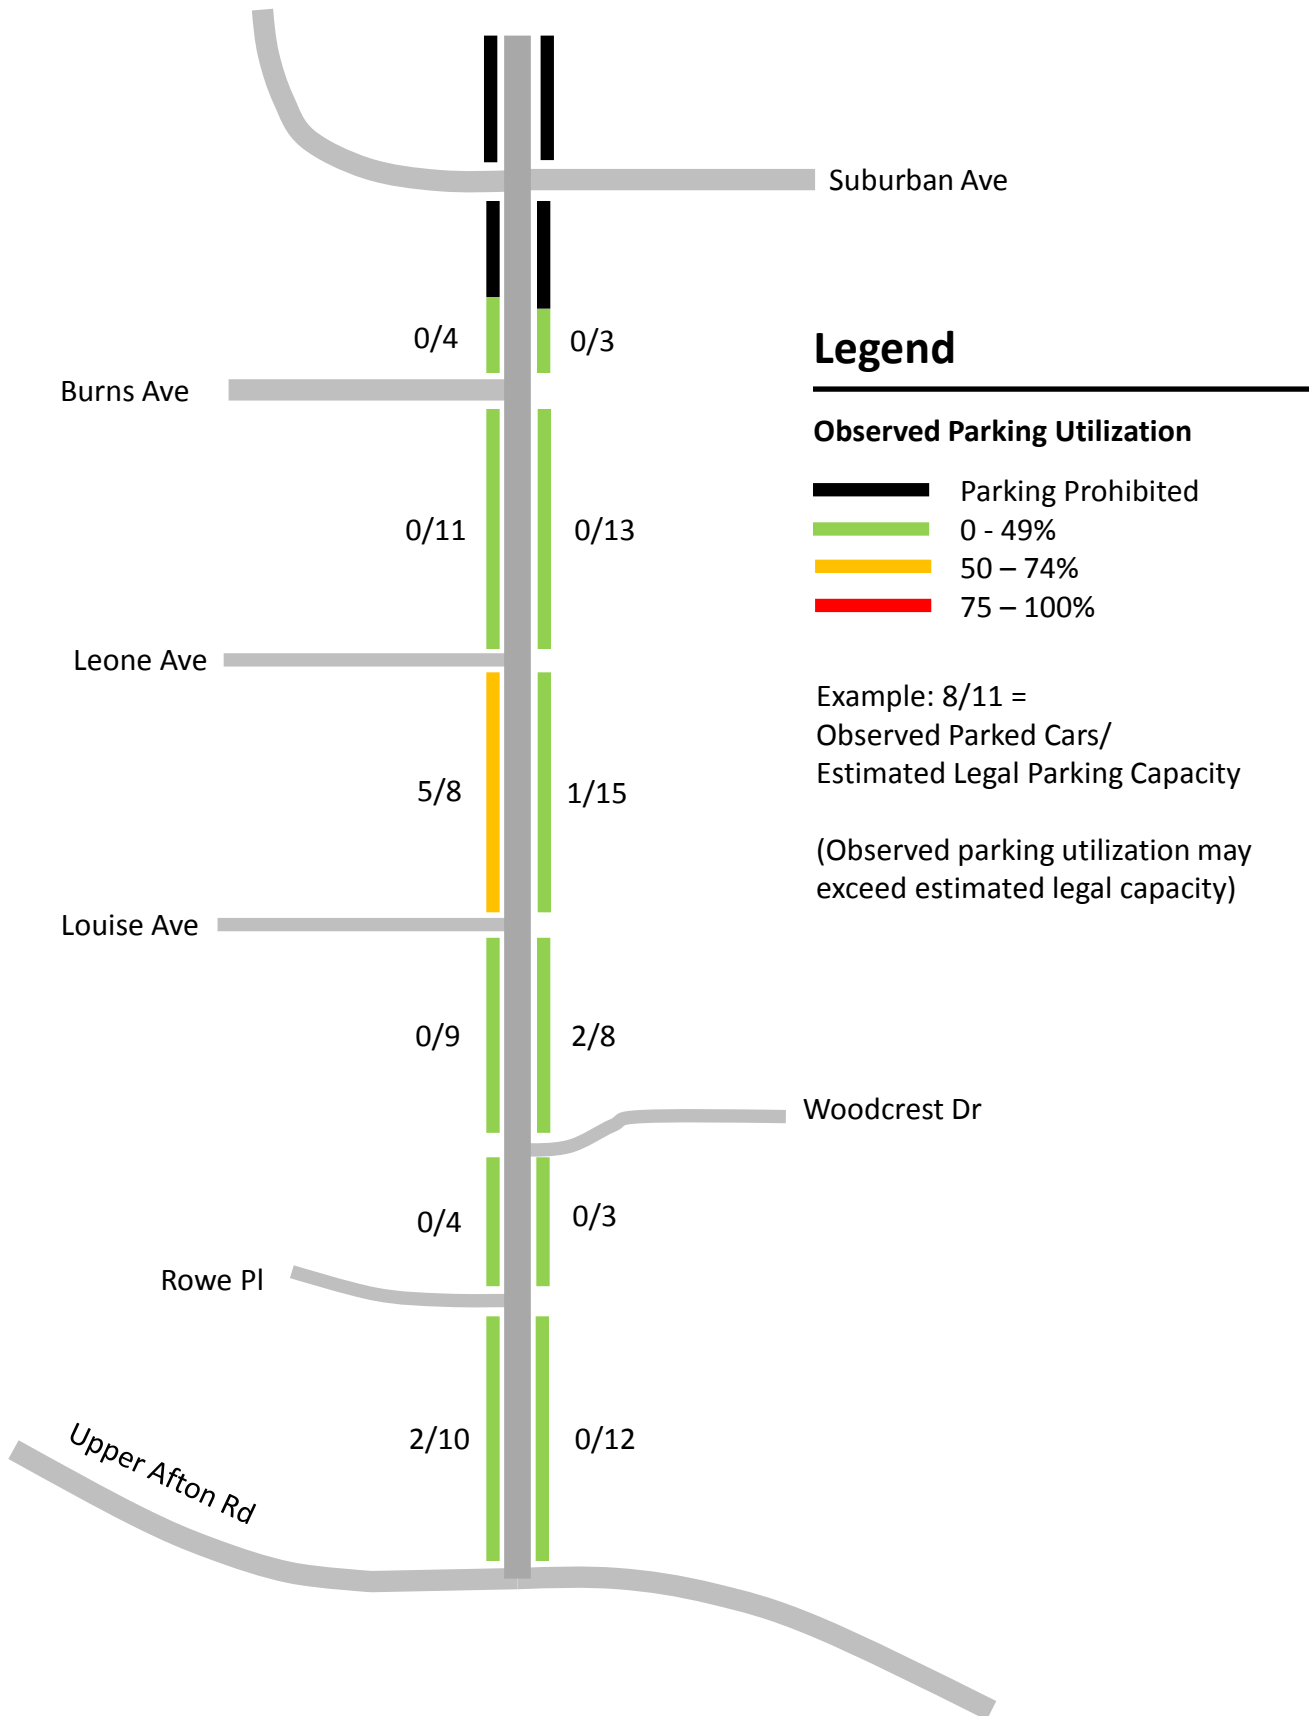 Suburban Ave
0/4
0/3
Legend
Burns Ave
Observed Parking Utilization
Parking Prohibited
0 - 49%
50 – 74%
75 – 100%
0/11
0/13
Leone Ave
Example: 8/11 =
Observed Parked Cars/
Estimated Legal Parking Capacity
5/8
1/15
(Observed parking utilization may
exceed estimated legal capacity)
Louise Ave
0/9
2/8
Woodcrest Dr
0/4
0/3
Rowe Pl
2/10
0/12
Upper Afton Rd